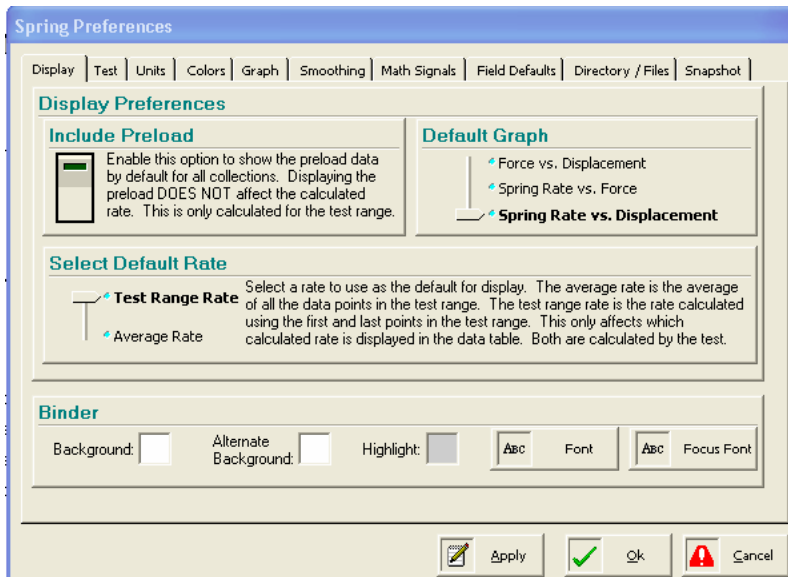 Spring Preferences
Display
Test
Units
Colors
Graph
Smoothing
Math Signals
Field Defaults
Directory / Files
Snapshot
Display Preferences
Include Preload
Enable this option to show the preload data
by default for all collections. Displaying the
preload DOES NOT affect the calculated
rate. This is only calculated for the test range.
Default Graph
Force vs. Displacement
Spring Rate vs. Force
Spring Rate vs. Displacement
Select Default Rate
Test Range Rate
Average Rate
Select a rate to use as the default for display. The average rate is the average
of all the data points in the test range. The test range rate is the rate calculated
using the first and last points in the test range. This only affects which
calculated rate is displayed in the data table. Both are calculated by the test.
Binder
Background:
Alternate
Background:
Highlight:
ABC Font
ABC Focus Font
Apply
Ok
Cancel